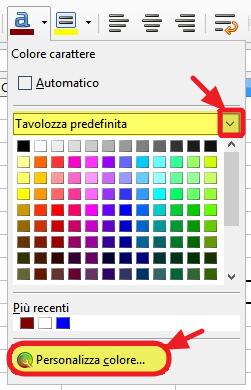 a
Colore carattere
Automatico
Tavolozza predefinita
Più recenti
Personalizza colore...